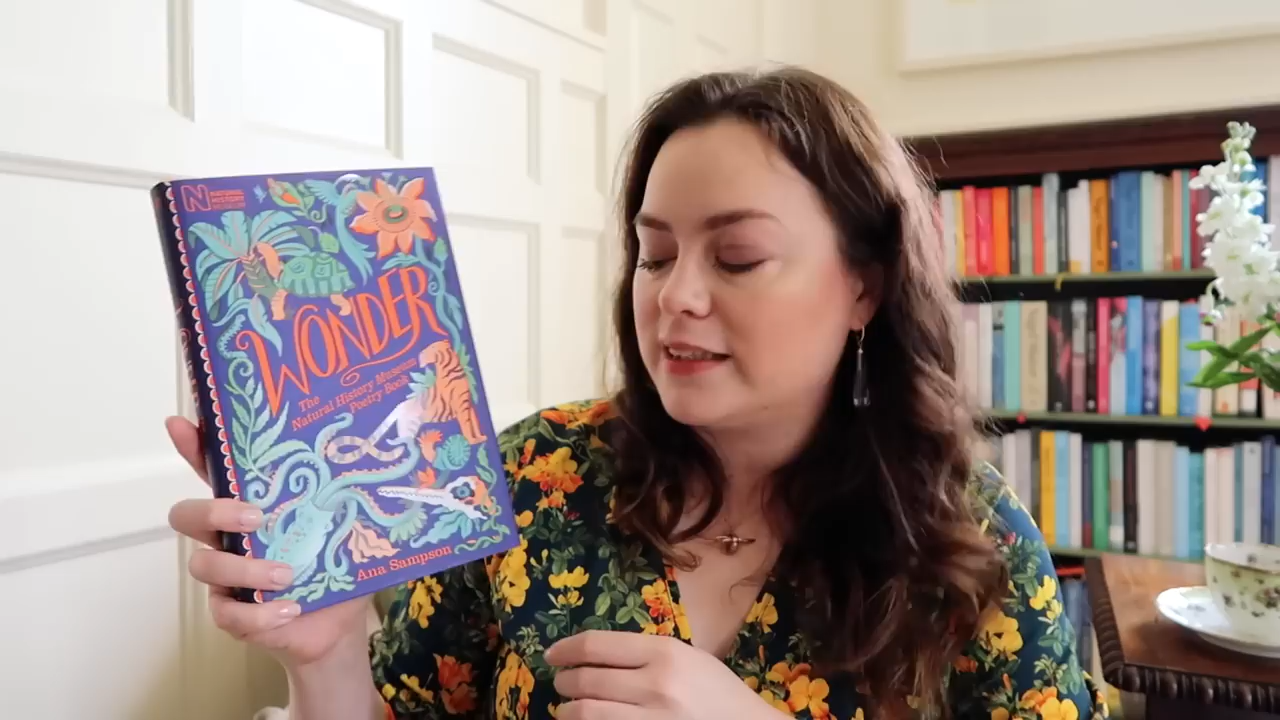 N
NATURAL
HISTORY
MUSEUM
WONDER
The
Natural History Museum
Poetry Book
Ana Sampson